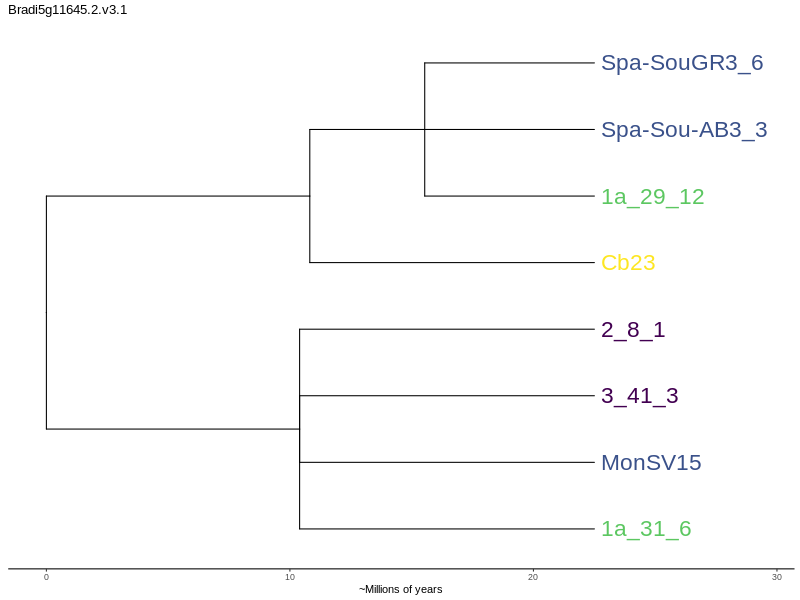 Bradi5g11645.2.v3.1
Spa-SouGR3_6
Spa-Sou-AB3_3
1a_29_12
Cb23
2_8_1
3_41_3
MonSV15
1a_31_6
0 10 20 30
~Millions of years